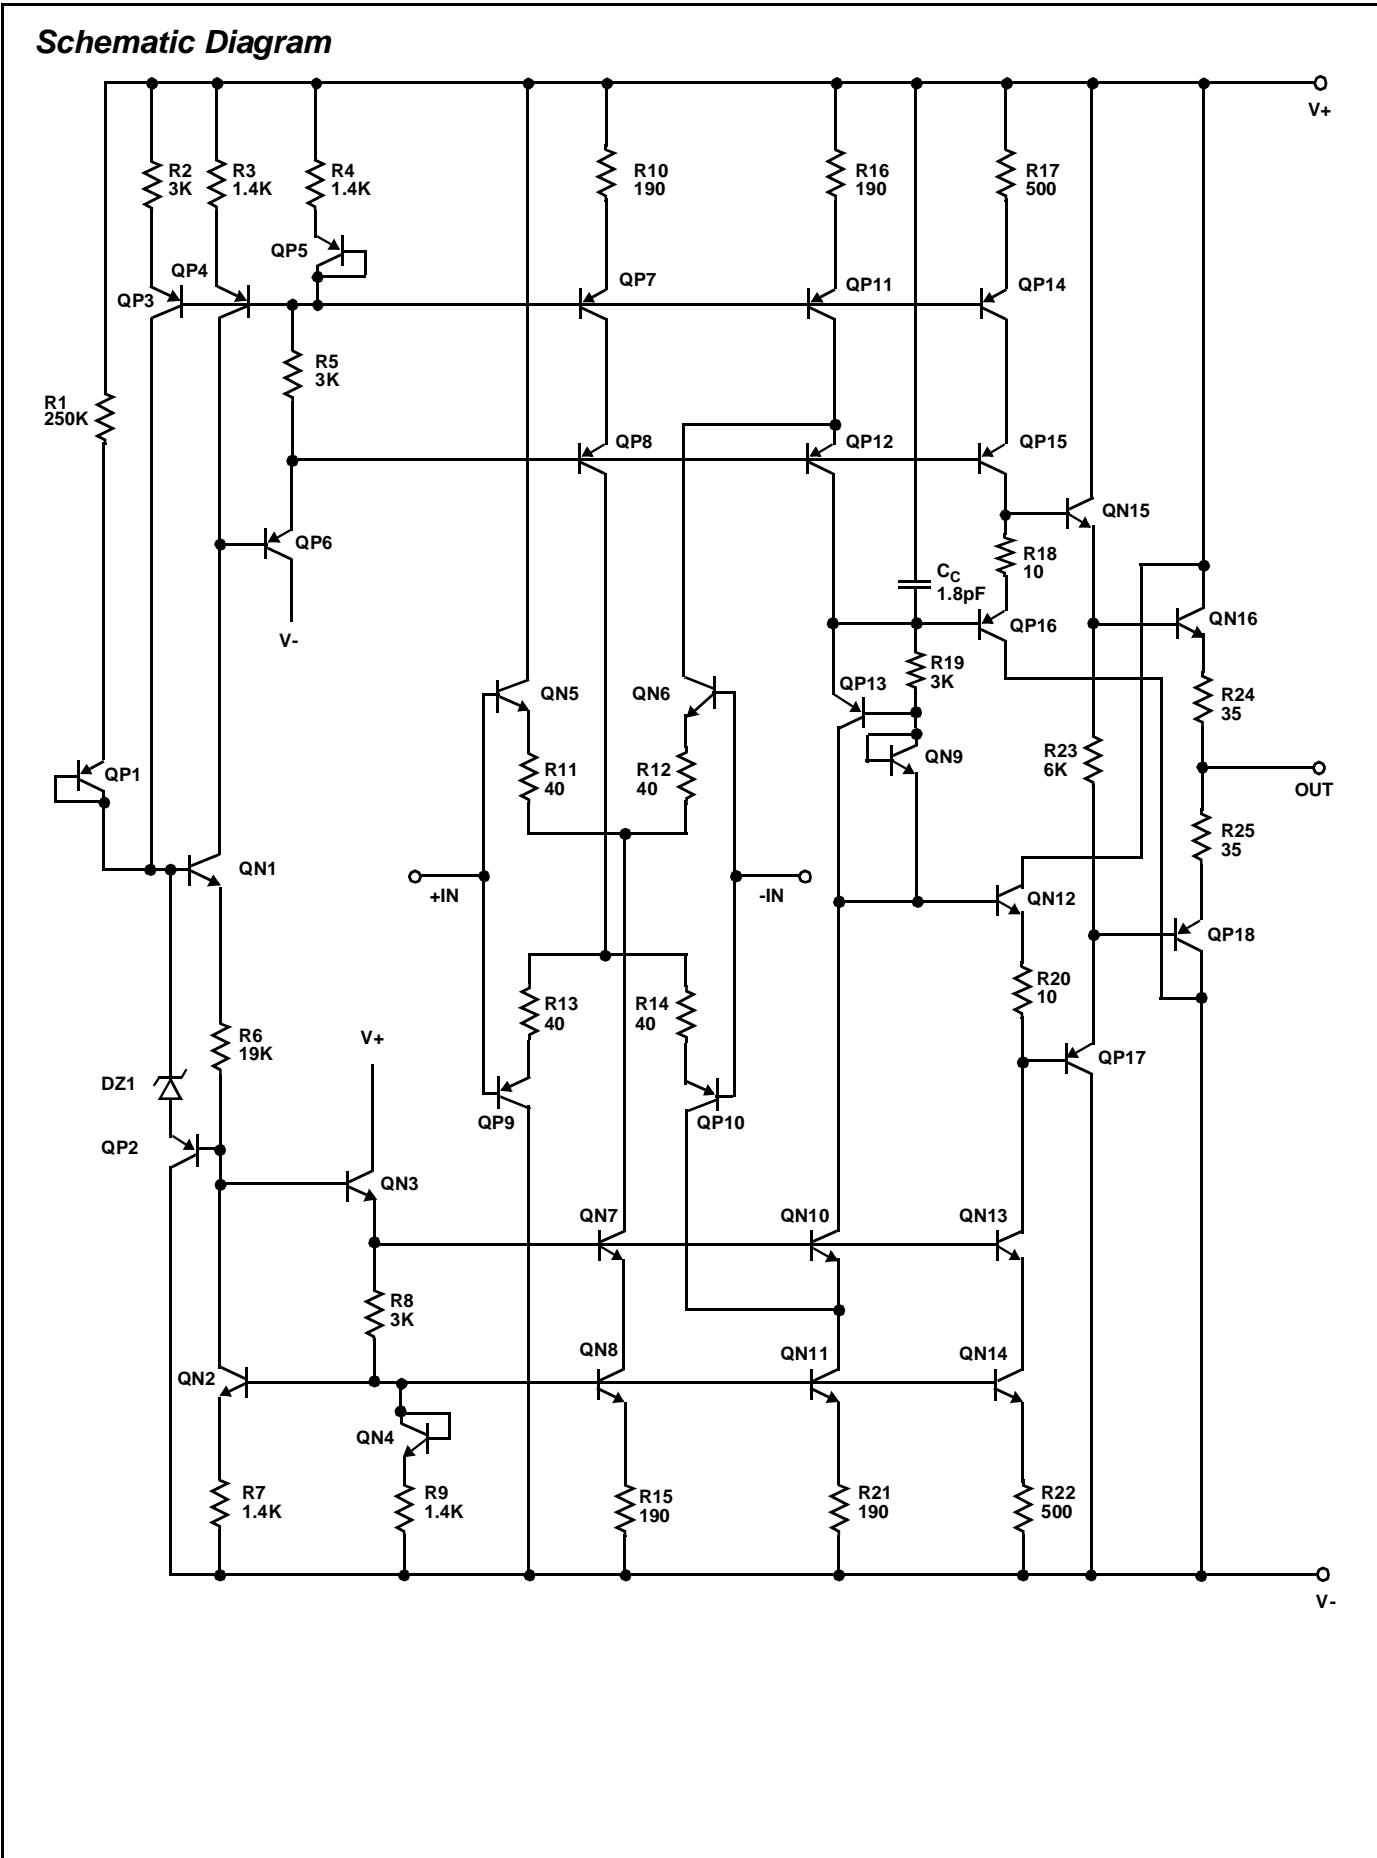 Schematic Diagram
V+
R2
3K
R3
1.4K
R4
1.4K
R10
190
R16
190
R17
500
QP5
QP4
QP3
QP7
QP11
QP14
R5
3K
R1
250K
QP8
QP12
QP15
QN15
QP6
R18
10
CC
1.8pF
V-
QP16
QN16
QN5
QN6
QP13
R19
3K
R24
35
QP1
R11
40
R12
40
QN9
R23
6K
OUT
R25
35
QN1
+IN
-IN
QN12
QP18
R13
40
R14
40
R20
10
R6
19K
V+
DZ1
QP17
QP9
QP10
QP2
QN3
QN7
QN10
QN13
R8
3K
QN2
QN8
QN11
QN14
QN4
R7
1.4K
R9
1.4K
R15
190
R21
190
R22
500
V-